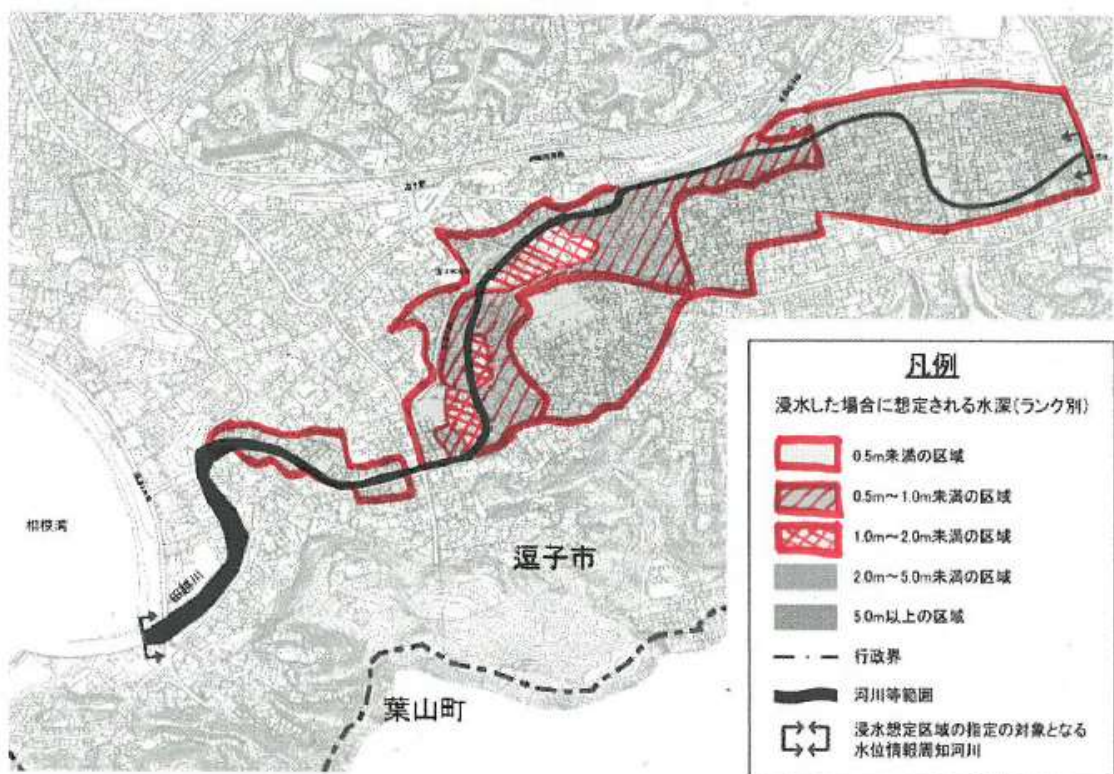 相模湾
逗子市
葉山町
凡例
浸水した場合に想定される水深(ランク別)
0.5m未満の区域
0.5m～1.0m未満の区域
1.0m～2.0m未満の区域
2.0m～5.0m未満の区域
5.0m以上の区域
行政界
河川等範囲
浸水想定区域の指定の対象となる
水位情報周知河川